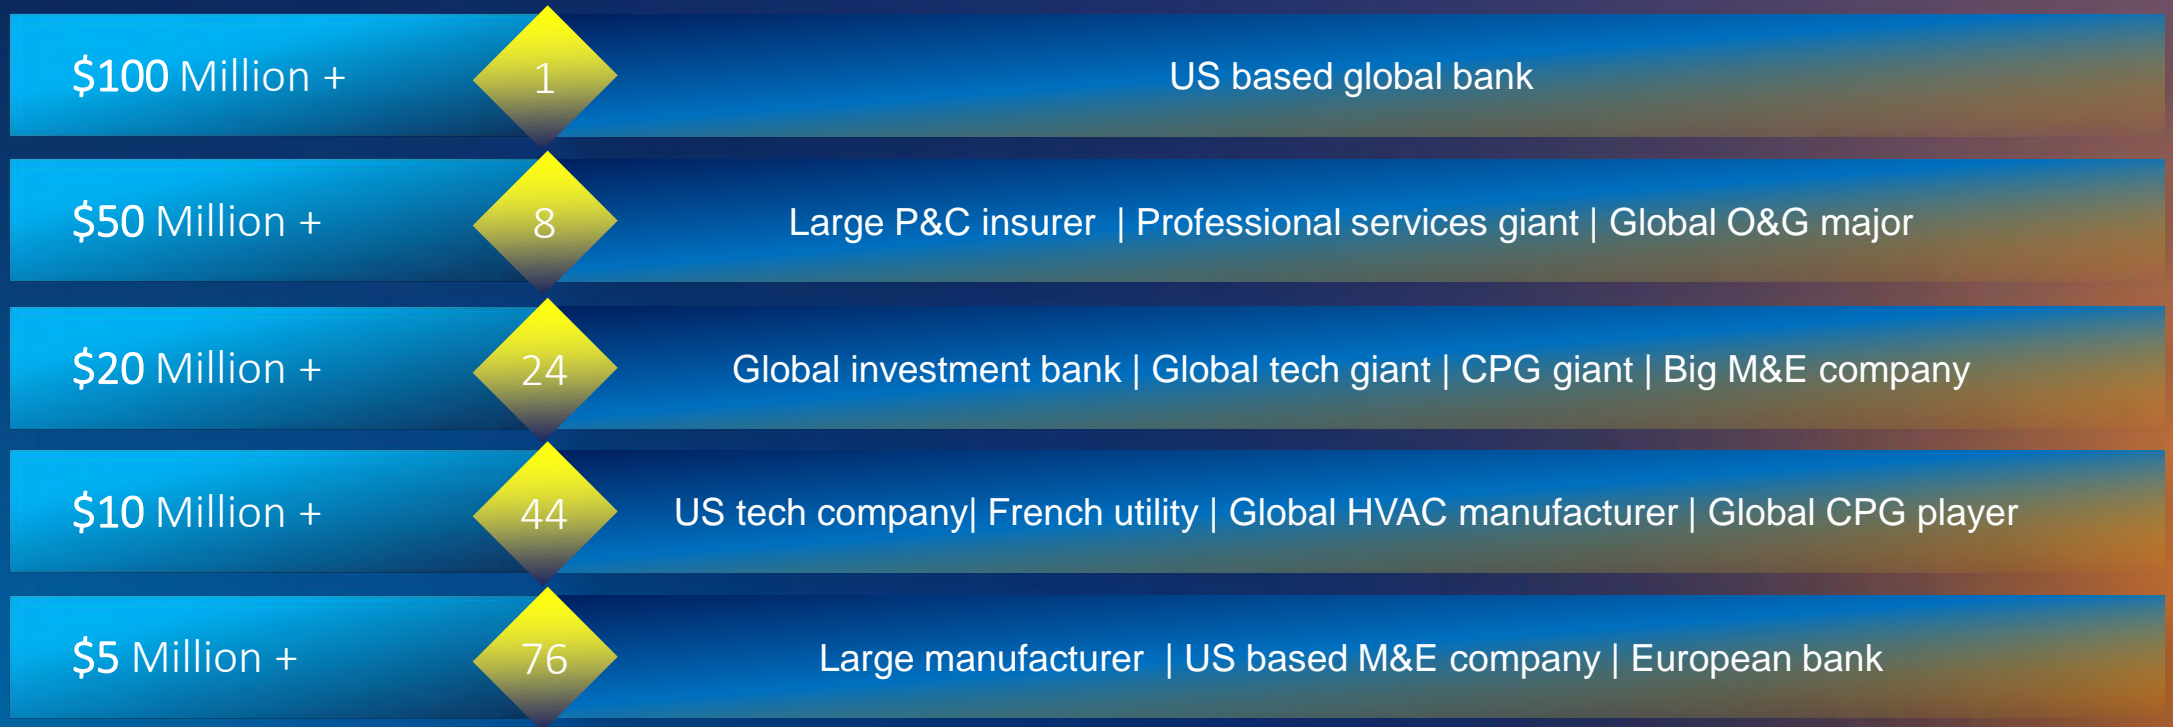 $100 Million + 1 US based global bank
$50 Million + 8 Large P&C insurer | Professional services giant | Global O&G major
$20 Million + 24 Global investment bank | Global tech giant | CPG giant | Big M&E company
$10 Million + 44 US tech company| French utility | Global HVAC manufacturer | Global CPG player
$5 Million + 76 Large manufacturer | US based M&E company | European bank